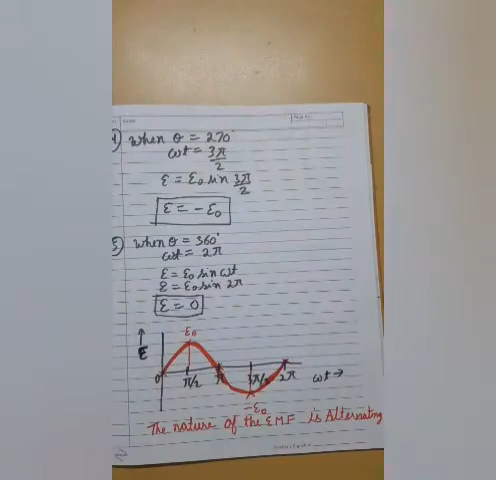 4) When θ = 270°
ωt = 3π/2
ε = ε₀ sin 3π/2
ε = - ε₀
5) when θ = 360°
ωt = 2π
ε = ε₀ sin ωt
ε = ε₀ sin 2π
ε = 0
ε₀
E
0 π/2 π 3π/2 2π ωt →
-ε₀
The nature of the EMF is Alternating